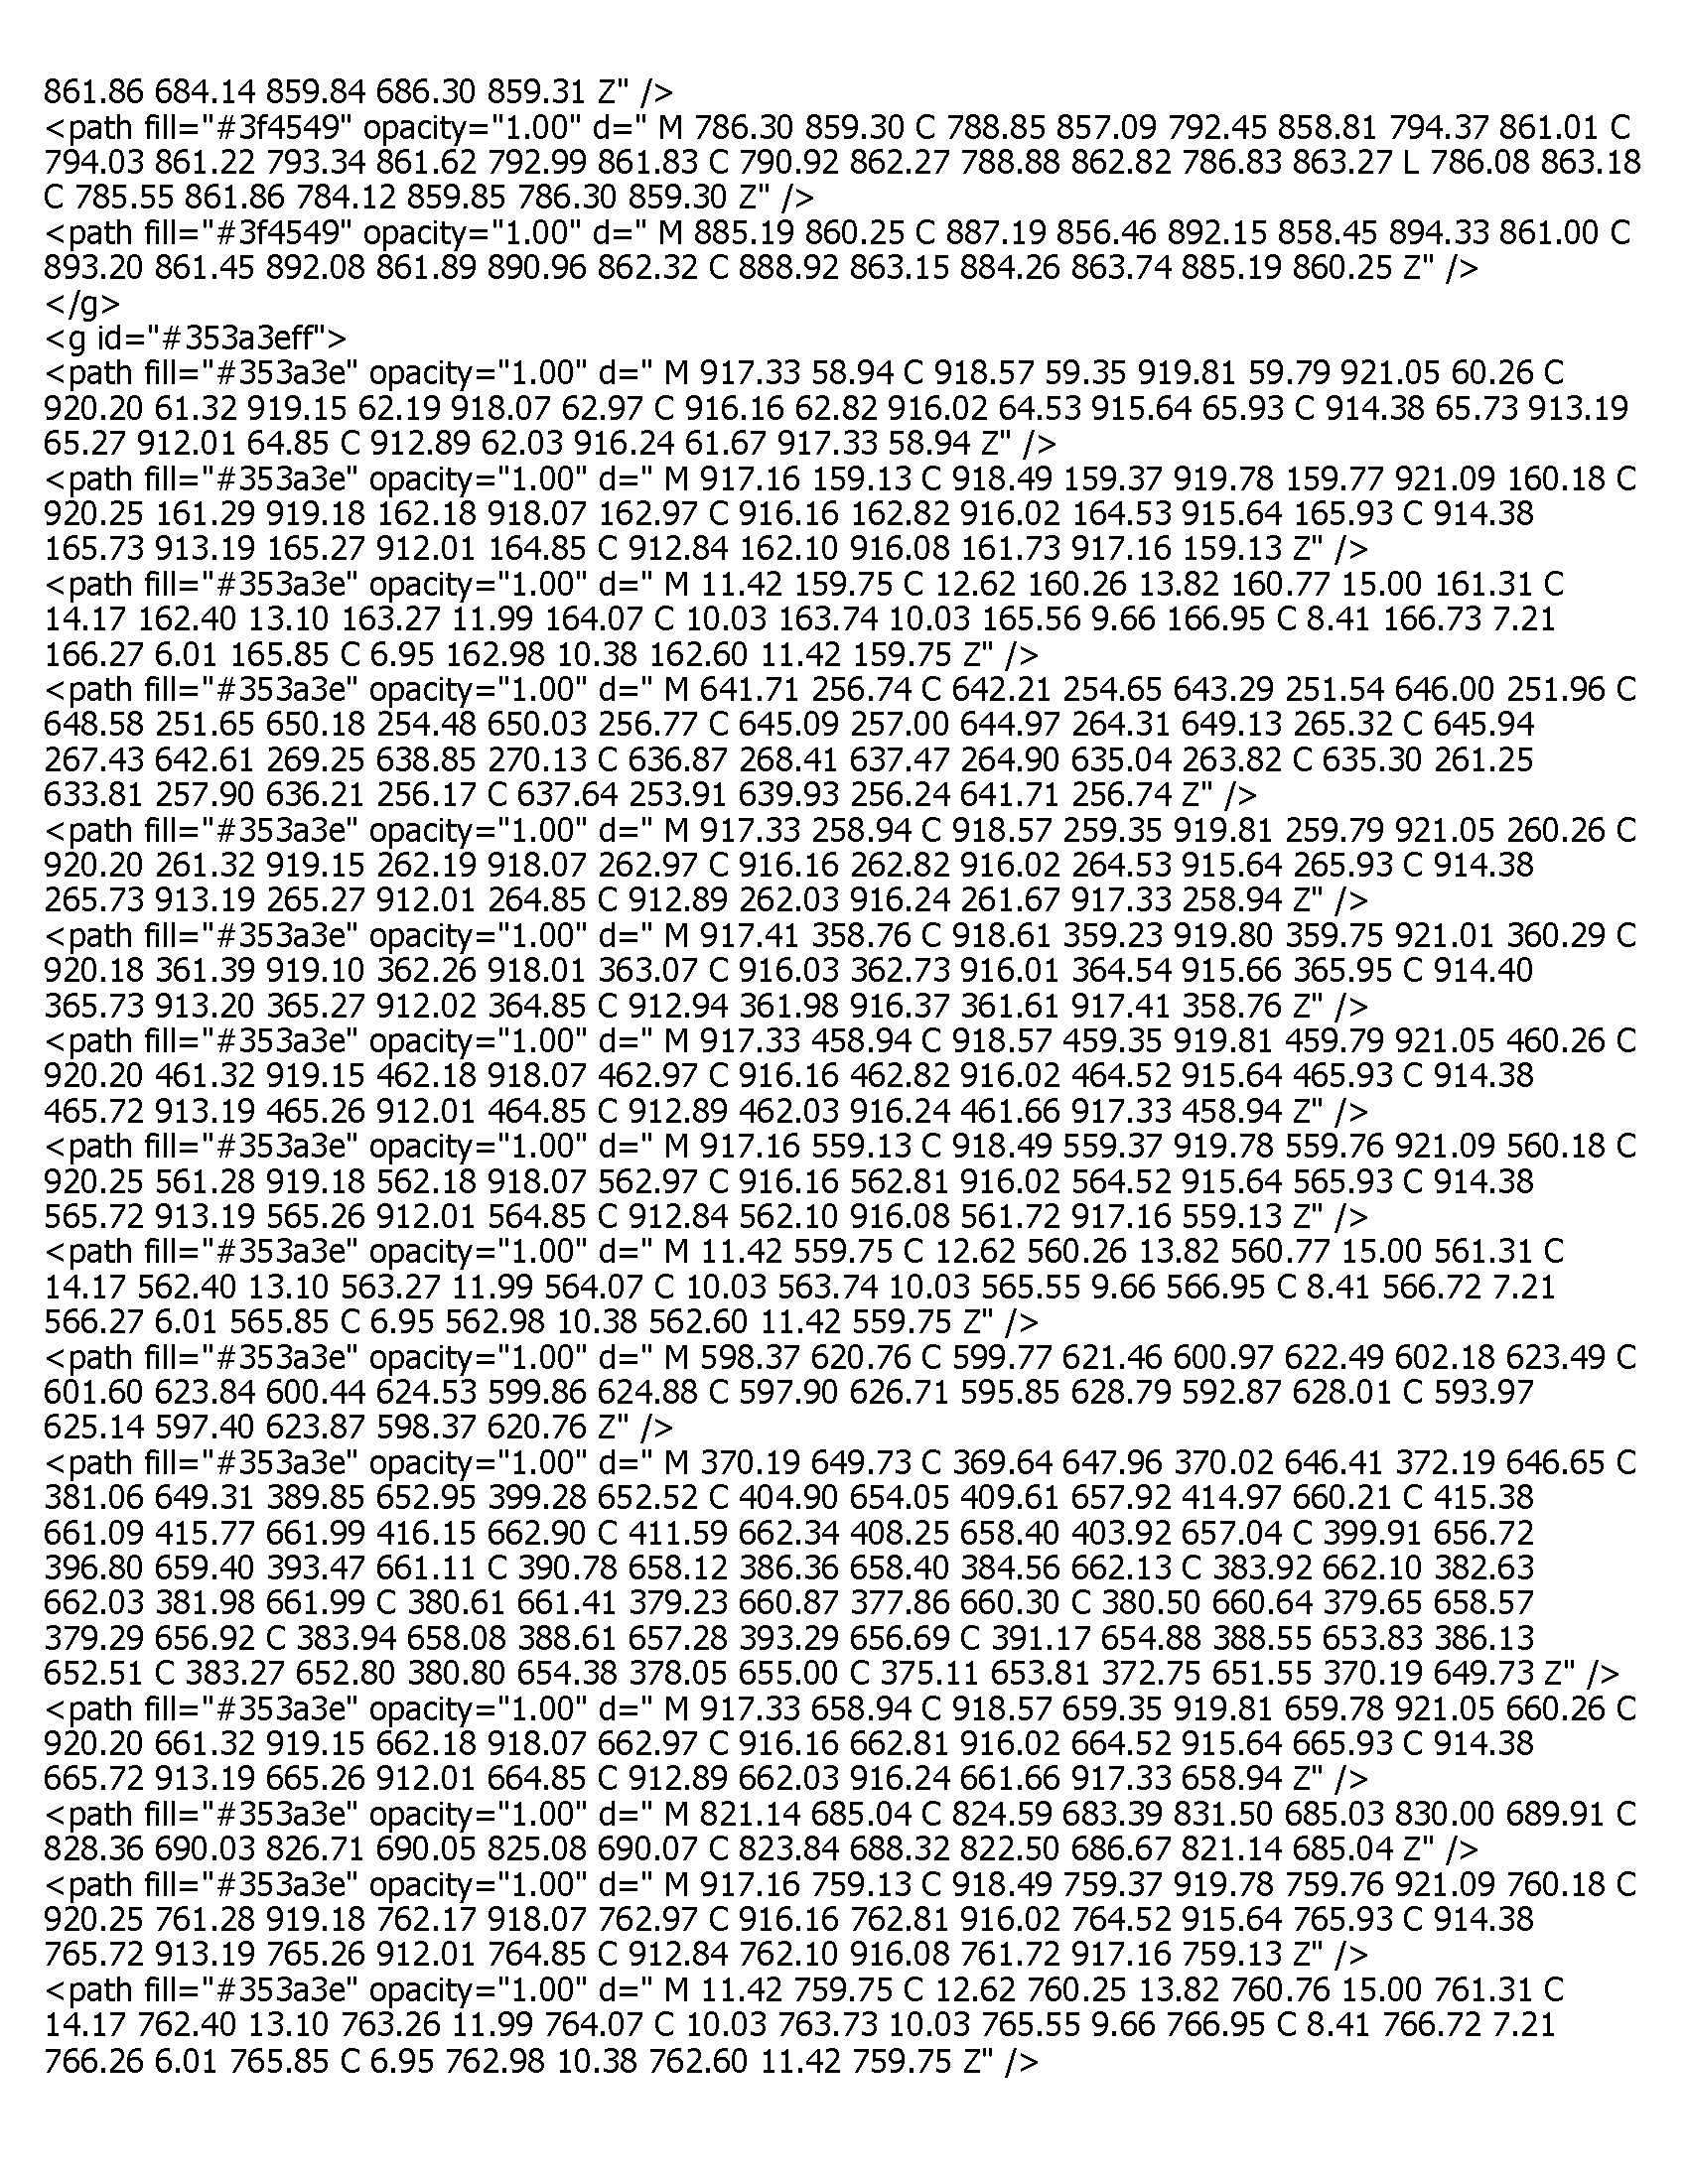 861.86 684.14 859.84 686.30 859.31 Z" />
<path fill="#3f4549" opacity="1.00" d=" M 786.30 859.30 C 788.85 857.09 792.45 858.81 794.37 861.01 C
794.03 861.22 793.34 861.62 792.99 861.83 C 790.92 862.27 788.88 862.82 786.83 863.27 L 786.08 863.18
C 785.55 861.86 784.12 859.85 786.30 859.30 Z" />
<path fill="#3f4549" opacity="1.00" d=" M 885.19 860.25 C 887.19 856.46 892.15 858.45 894.33 861.00 C
893.20 861.45 892.08 861.89 890.96 862.32 C 888.92 863.15 884.26 863.74 885.19 860.25 Z" />
</g>
<g id="#353a3eff">
<path fill="#353a3e" opacity="1.00" d=" M 917.33 58.94 C 918.57 59.35 919.81 59.79 921.05 60.26 C
920.20 61.32 919.15 62.19 918.07 62.97 C 916.16 62.82 916.02 64.53 915.64 65.93 C 914.38 65.73 913.19
65.27 912.01 64.85 C 912.89 62.03 916.24 61.67 917.33 58.94 Z" />
<path fill="#353a3e" opacity="1.00" d=" M 917.16 159.13 C 918.49 159.37 919.78 159.77 921.09 160.18 C
920.25 161.29 919.18 162.18 918.07 162.97 C 916.16 162.82 916.02 164.53 915.64 165.93 C 914.38
165.73 913.19 165.27 912.01 164.85 C 912.84 162.10 916.08 161.73 917.16 159.13 Z" />
<path fill="#353a3e" opacity="1.00" d=" M 11.42 159.75 C 12.62 160.26 13.82 160.77 15.00 161.31 C
14.17 162.40 13.10 163.27 11.99 164.07 C 10.03 163.74 10.03 165.56 9.66 166.95 C 8.41 166.73 7.21
166.27 6.01 165.85 C 6.95 162.98 10.38 162.60 11.42 159.75 Z" />
<path fill="#353a3e" opacity="1.00" d=" M 641.71 256.74 C 642.21 254.65 643.29 251.54 646.00 251.96 C
648.58 251.65 650.18 254.48 650.03 256.77 C 645.09 257.00 644.97 264.31 649.13 265.32 C 645.94
267.43 642.61 269.25 638.85 270.13 C 636.87 268.41 637.47 264.90 635.04 263.82 C 635.30 261.25
633.81 257.90 636.21 256.17 C 637.64 253.91 639.93 256.24 641.71 256.74 Z" />
<path fill="#353a3e" opacity="1.00" d=" M 917.33 258.94 C 918.57 259.35 919.81 259.79 921.05 260.26 C
920.20 261.32 919.15 262.19 918.07 262.97 C 916.16 262.82 916.02 264.53 915.64 265.93 C 914.38
265.73 913.19 265.27 912.01 264.85 C 912.89 262.03 916.24 261.67 917.33 258.94 Z" />
<path fill="#353a3e" opacity="1.00" d=" M 917.41 358.76 C 918.61 359.23 919.80 359.75 921.01 360.29 C
920.18 361.39 919.10 362.26 918.01 363.07 C 916.03 362.73 916.01 364.54 915.66 365.95 C 914.40
365.73 913.20 365.27 912.02 364.85 C 912.94 361.98 916.37 361.61 917.41 358.76 Z" />
<path fill="#353a3e" opacity="1.00" d=" M 917.33 458.94 C 918.57 459.35 919.81 459.79 921.05 460.26 C
920.20 461.32 919.15 462.18 918.07 462.97 C 916.16 462.82 916.02 464.52 915.64 465.93 C 914.38
465.72 913.19 465.26 912.01 464.85 C 912.89 462.03 916.24 461.66 917.33 458.94 Z" />
<path fill="#353a3e" opacity="1.00" d=" M 917.16 559.13 C 918.49 559.37 919.78 559.76 921.09 560.18 C
920.25 561.28 919.18 562.18 918.07 562.97 C 916.16 562.81 916.02 564.52 915.64 565.93 C 914.38
565.72 913.19 565.26 912.01 564.85 C 912.84 562.10 916.08 561.72 917.16 559.13 Z" />
<path fill="#353a3e" opacity="1.00" d=" M 11.42 559.75 C 12.62 560.26 13.82 560.77 15.00 561.31 C
14.17 562.40 13.10 563.27 11.99 564.07 C 10.03 563.74 10.03 565.55 9.66 566.95 C 8.41 566.72 7.21
566.27 6.01 565.85 C 6.95 562.98 10.38 562.60 11.42 559.75 Z" />
<path fill="#353a3e" opacity="1.00" d=" M 598.37 620.76 C 599.77 621.46 600.97 622.49 602.18 623.49 C
601.60 623.84 600.44 624.53 599.86 624.88 C 597.90 626.71 595.85 628.79 592.87 628.01 C 593.97
625.14 597.40 623.87 598.37 620.76 Z" />
<path fill="#353a3e" opacity="1.00" d=" M 370.19 649.73 C 369.64 647.96 370.02 646.41 372.19 646.65 C
381.06 649.31 389.85 652.95 399.28 652.52 C 404.90 654.05 409.61 657.92 414.97 660.21 C 415.38
661.09 415.77 661.99 416.15 662.90 C 411.59 662.34 408.25 658.40 403.92 657.04 C 399.91 656.72
396.80 659.40 393.47 661.11 C 390.78 658.12 386.36 658.40 384.56 662.13 C 383.92 662.10 382.63
662.03 381.98 661.99 C 380.61 661.41 379.23 660.87 377.86 660.30 C 380.50 660.64 379.65 658.57
379.29 656.92 C 383.94 658.08 388.61 657.28 393.29 656.69 C 391.17 654.88 388.55 653.83 386.13
652.51 C 383.27 652.80 380.80 654.38 378.05 655.00 C 375.11 653.81 372.75 651.55 370.19 649.73 Z" />
<path fill="#353a3e" opacity="1.00" d=" M 917.33 658.94 C 918.57 659.35 919.81 659.78 921.05 660.26 C
920.20 661.32 919.15 662.18 918.07 662.97 C 916.16 662.81 916.02 664.52 915.64 665.93 C 914.38
665.72 913.19 665.26 912.01 664.85 C 912.89 662.03 916.24 661.66 917.33 658.94 Z" />
<path fill="#353a3e" opacity="1.00" d=" M 821.14 685.04 C 824.59 683.39 831.50 685.03 830.00 689.91 C
828.36 690.03 826.71 690.05 825.08 690.07 C 823.84 688.32 822.50 686.67 821.14 685.04 Z" />
<path fill="#353a3e" opacity="1.00" d=" M 917.16 759.13 C 918.49 759.37 919.78 759.76 921.09 760.18 C
920.25 761.28 919.18 762.17 918.07 762.97 C 916.16 762.81 916.02 764.52 915.64 765.93 C 914.38
765.72 913.19 765.26 912.01 764.85 C 912.84 762.10 916.08 761.72 917.16 759.13 Z" />
<path fill="#353a3e" opacity="1.00" d=" M 11.42 759.75 C 12.62 760.25 13.82 760.76 15.00 761.31 C
14.17 762.40 13.10 763.26 11.99 764.07 C 10.03 763.73 10.03 765.55 9.66 766.95 C 8.41 766.72 7.21
766.26 6.01 765.85 C 6.95 762.98 10.38 762.60 11.42 759.75 Z" />